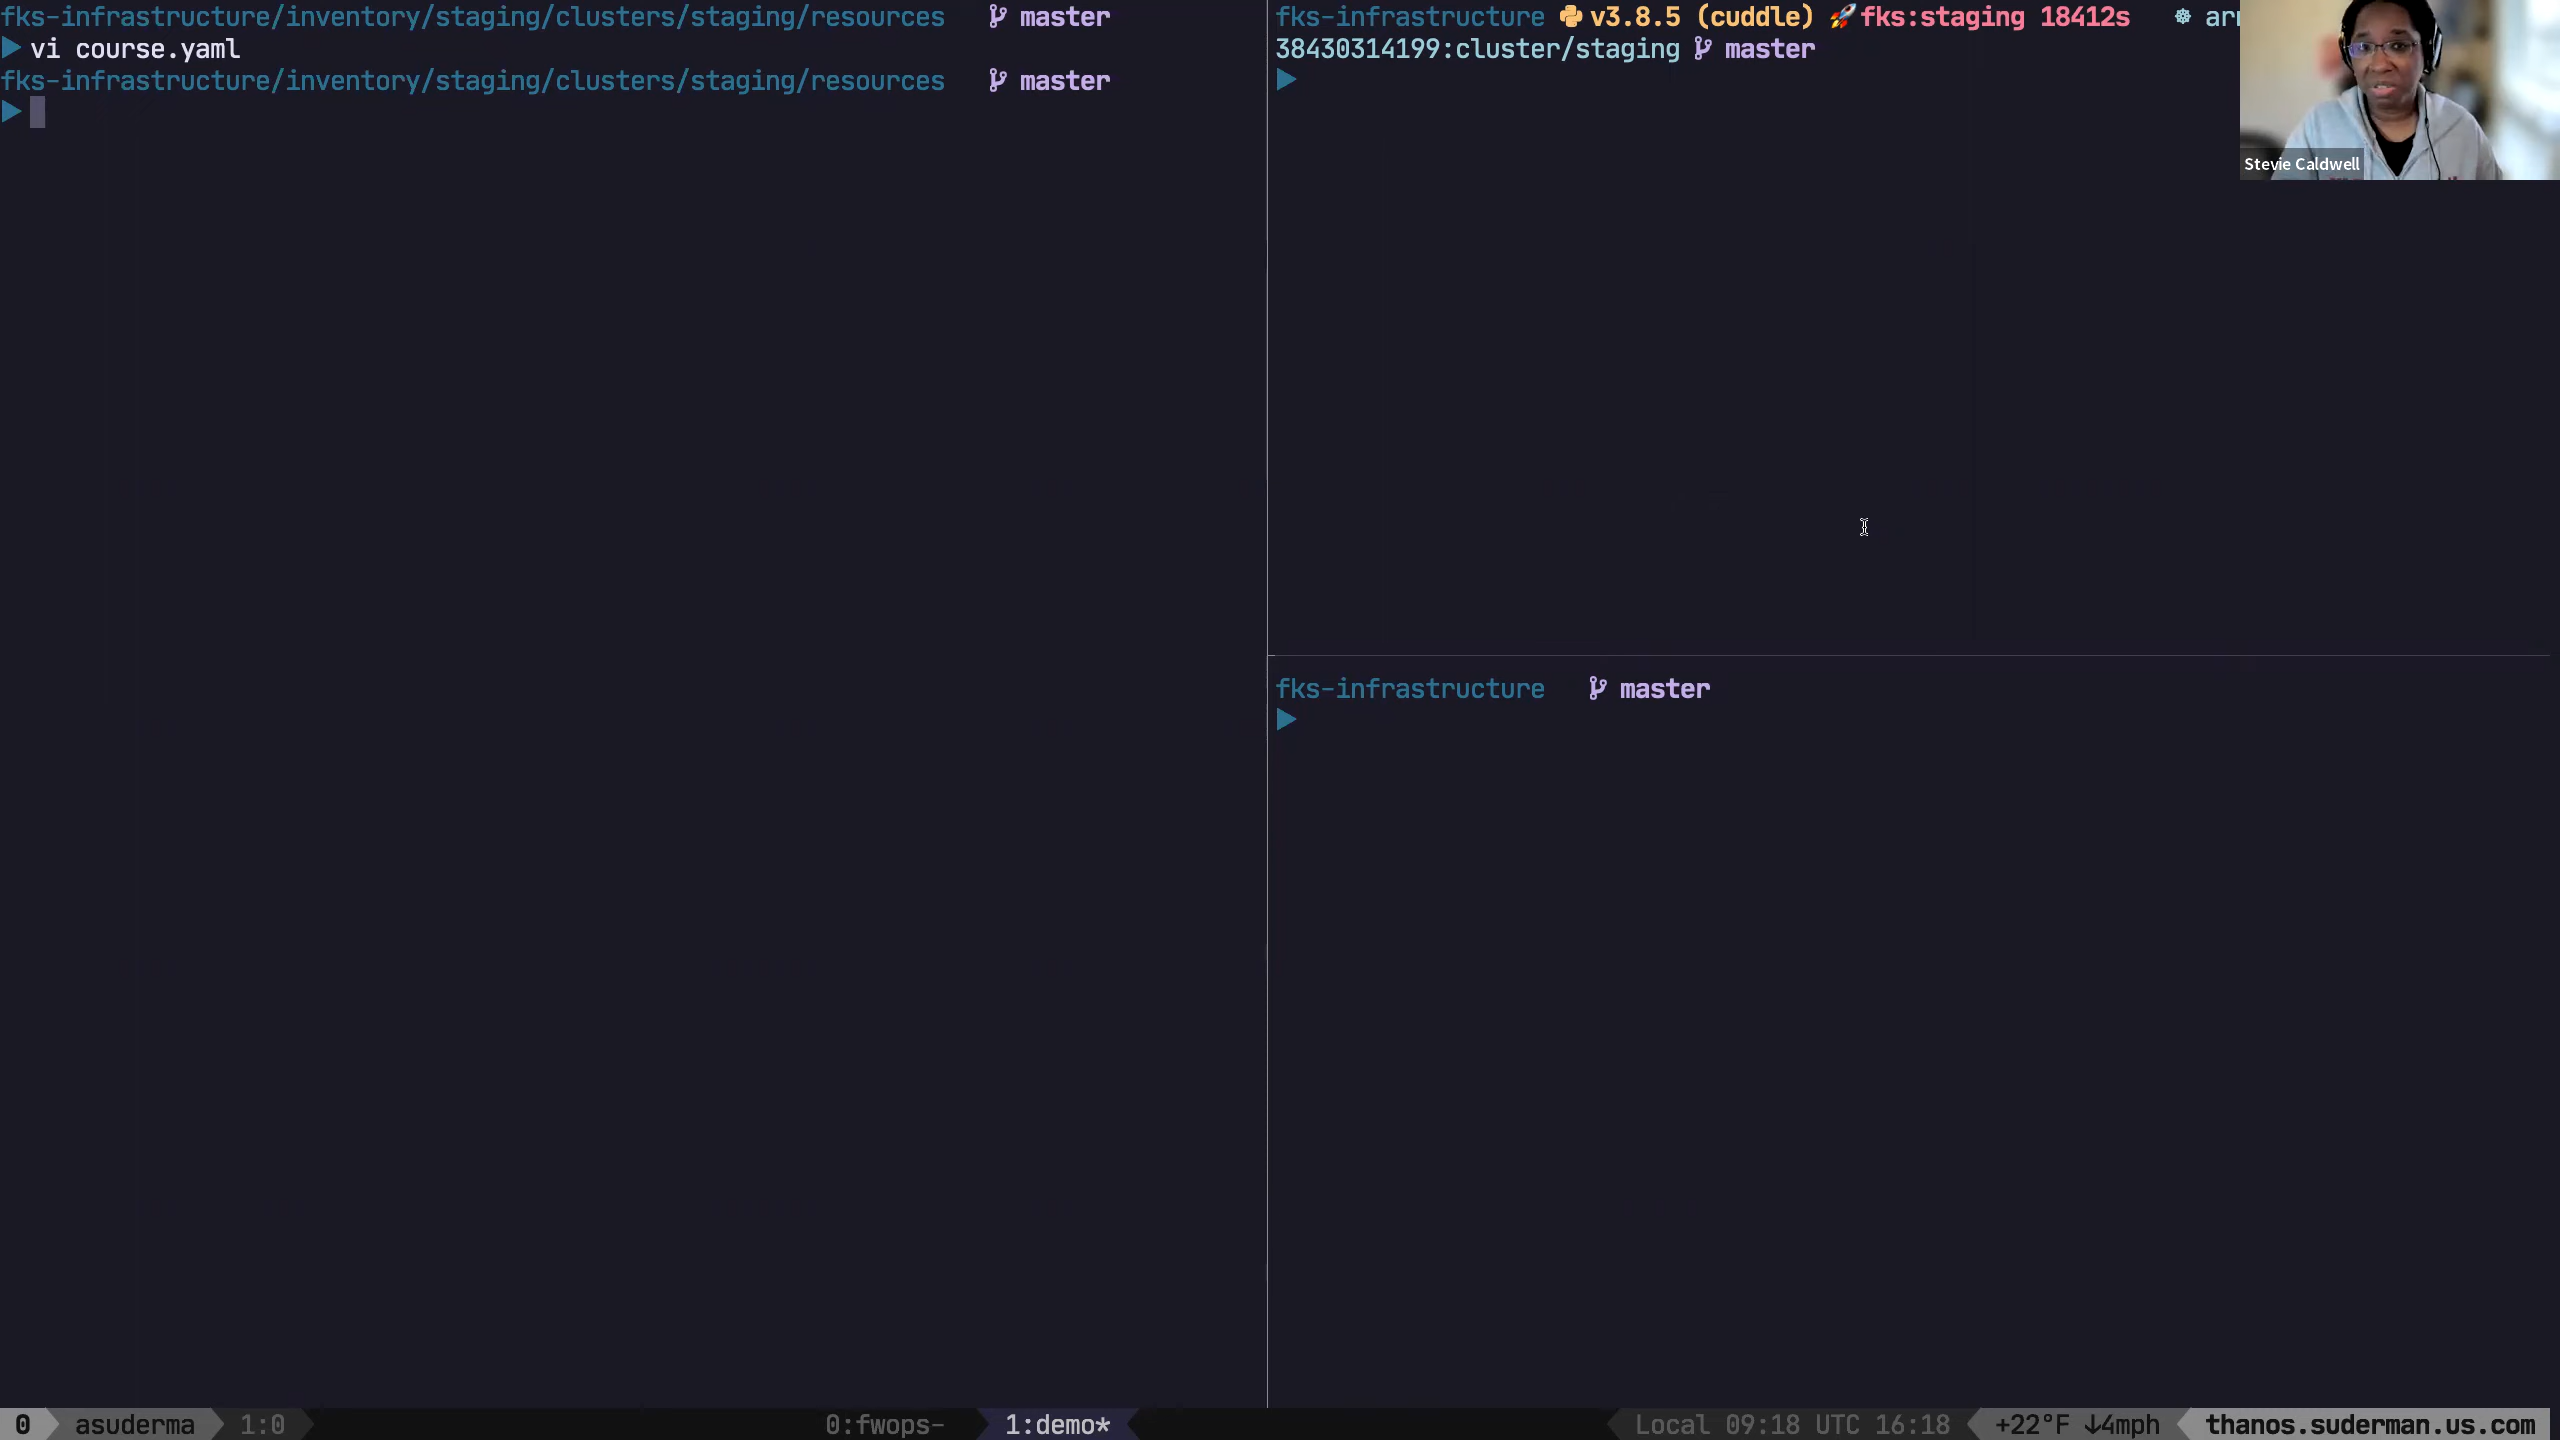 fks-infrastructure/inventory/staging/clusters/staging/resources master
vi course.yaml
fks-infrastructure/inventory/staging/clusters/staging/resources master
fks-infrastructure v3.8.5 (cuddle) fks:staging 18412s
38430314199:cluster/staging master
Stevie Caldwell
fks-infrastructure master
0 asuderma 1:0 0:fwops- 1:demo* Local 09:18 UTC 16:18 +22°F ↓4mph thanos.suderman.us.com